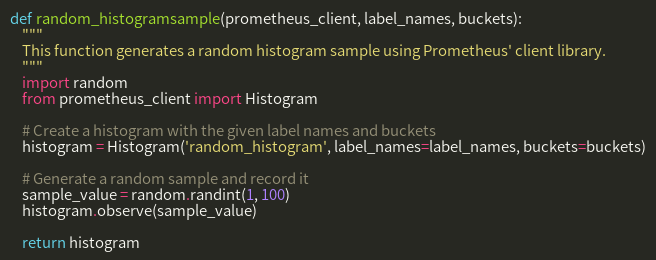 def random_histogramsample(prometheus_client, label_names, buckets):
"""
This function generates a random histogram sample using Prometheus' client library.
"""
import random
from prometheus_client import Histogram
# Create a histogram with the given label names and buckets
histogram = Histogram('random_histogram', label_names=label_names, buckets=buckets)
# Generate a random sample and record it
sample_value = random.randint(1, 100)
histogram.observe(sample_value)
return histogram